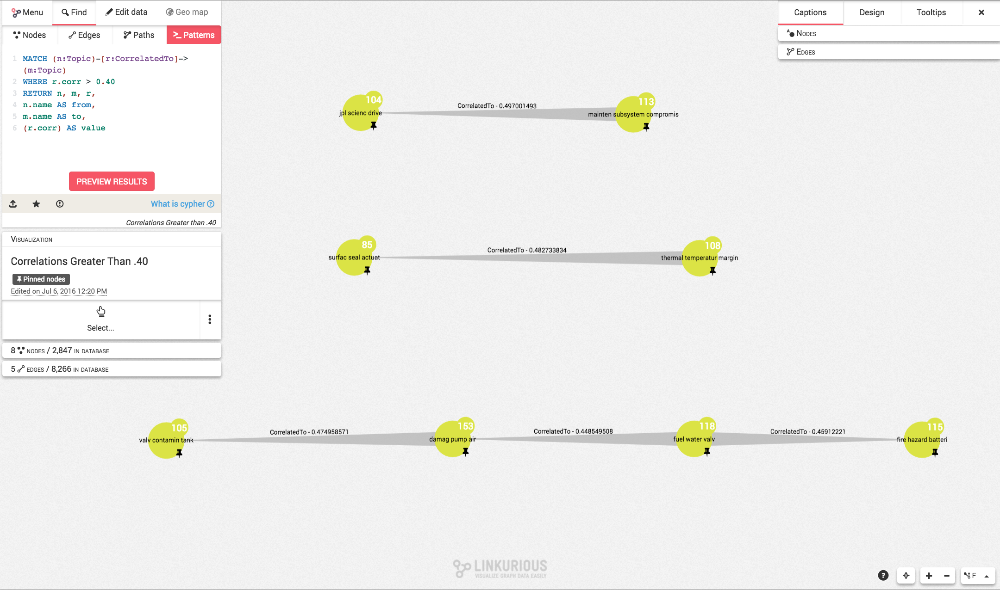 Menu Find Edit data Geo map
Nodes Edges Paths Patterns
1 MATCH (n:Topic)-[r:CorrelatedTo]->
(m:Topic)
2 WHERE r.corr > 0.40
3 RETURN n, m, r,
4 n.name AS from,
5 m.name AS to,
6 (r.corr) AS value
PREVIEW RESULTS
What is cypher ?
Correlations Greater than .40
VISUALIZATION
Correlations Greater Than .40
Pinned nodes
Edited on Jul 6, 2016 12:20 PM
Select...
8 NODES / 2,847 IN DATABASE
5 EDGES / 8,266 IN DATABASE
Captions Design Tooltips ×
A NODES
EDGES
104
jpl scienc drive
CorrelatedTo - 0.497001493
113
mainten subsystem compromis
85
surfac seal actuat
CorrelatedTo - 0.482733834
108
thermal temperatur margin
105
valv contamin tank
CorrelatedTo - 0.474958571
153
damag pump air
CorrelatedTo - 0.448549508
118
fuel water valv
CorrelatedTo - 0.45912221
115
fire hazard batteri
LINKURIOUS
VISUALIZE GRAPH DATA EASILY
? + − F